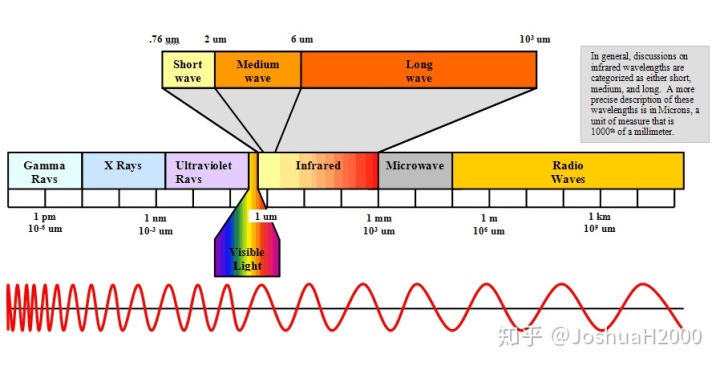 .76 um 2 um 6 um 10³ um
Short wave
Medium wave
Long wave
In general, discussions on
infrared wavelengths are
categorized as either short,
medium, and long. A more
precise description of these
wavelengths is in Microns, a
unit of measure that is
1000th of a millimeter.
Gamma Rays
X Rays
Ultraviolet Rays
Infrared
Microwave
Radio Waves
1 pm 1 nm 1 um 1 mm 1 m 1 km
10⁻⁶ 10⁻³ 10³ 10⁶ 10⁹ um
Visible
Light
知乎 @JoshuaH2000